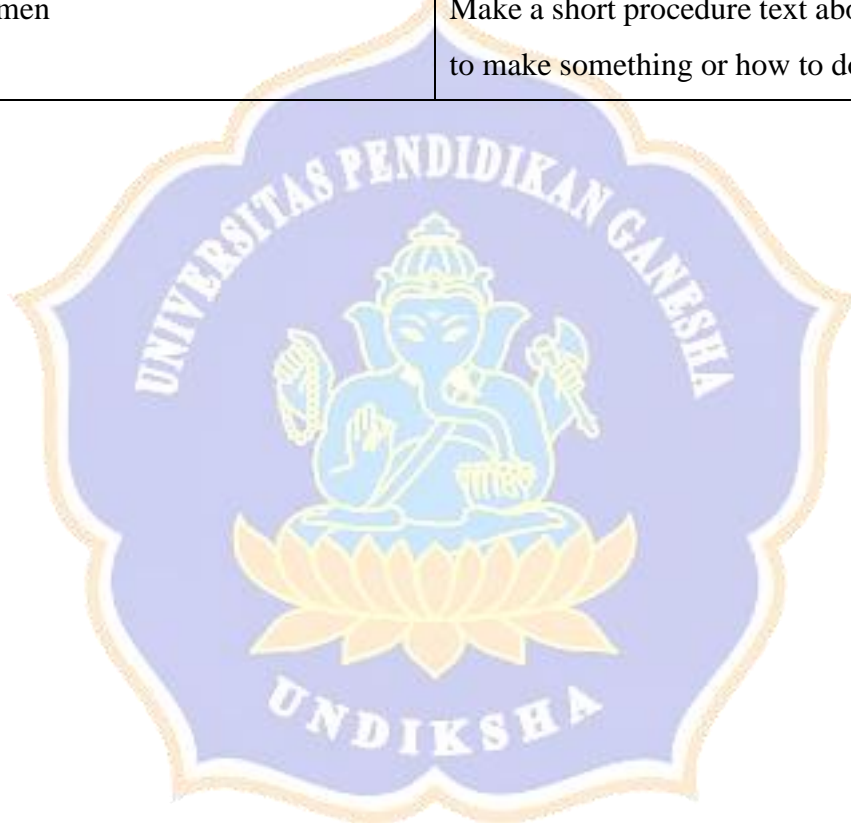 men
Make a short procedure text abo
to make something or how to do
UNIVERSITAS PENDIDIKAN GANESHA
UNDIKSHA